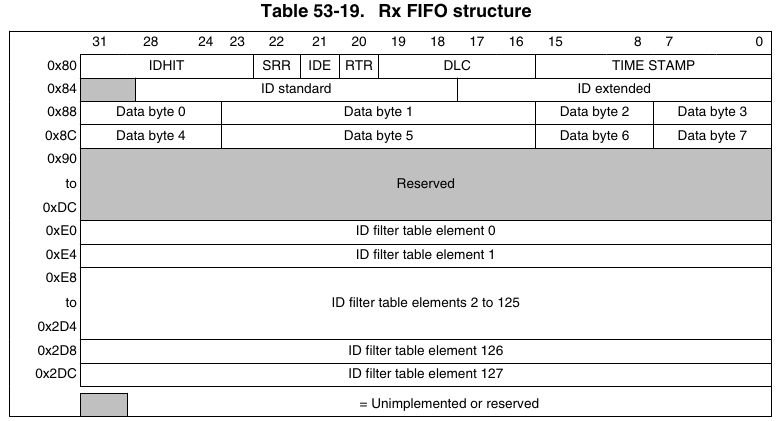 Table 53-19. Rx FIFO structure
31 28 24 23 22 21 20 19 18 17 16 15 8 7 0
0x80 IDHIT SRR IDE RTR DLC TIME STAMP
0x84 ID standard ID extended
0x88 Data byte 0 Data byte 1 Data byte 2 Data byte 3
0x8C Data byte 4 Data byte 5 Data byte 6 Data byte 7
0x90
to Reserved
0xDC
0xE0 ID filter table element 0
0xE4 ID filter table element 1
0xE8
to ID filter table elements 2 to 125
0x2D4
0x2D8 ID filter table element 126
0x2DC ID filter table element 127
= Unimplemented or reserved